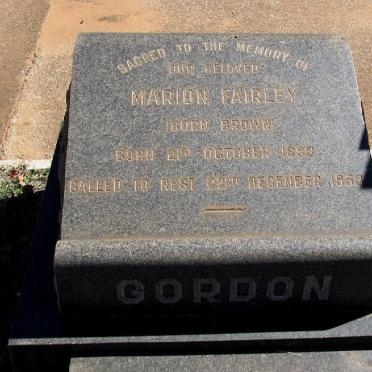 SACRED TO THE MEMORY OF
OUR BELOVED
MARION FAIRLEY
(BORN BROWN)
BORN 21ST OCTOBER
CALLED TO REST 22ND DECEMBER
GORDON